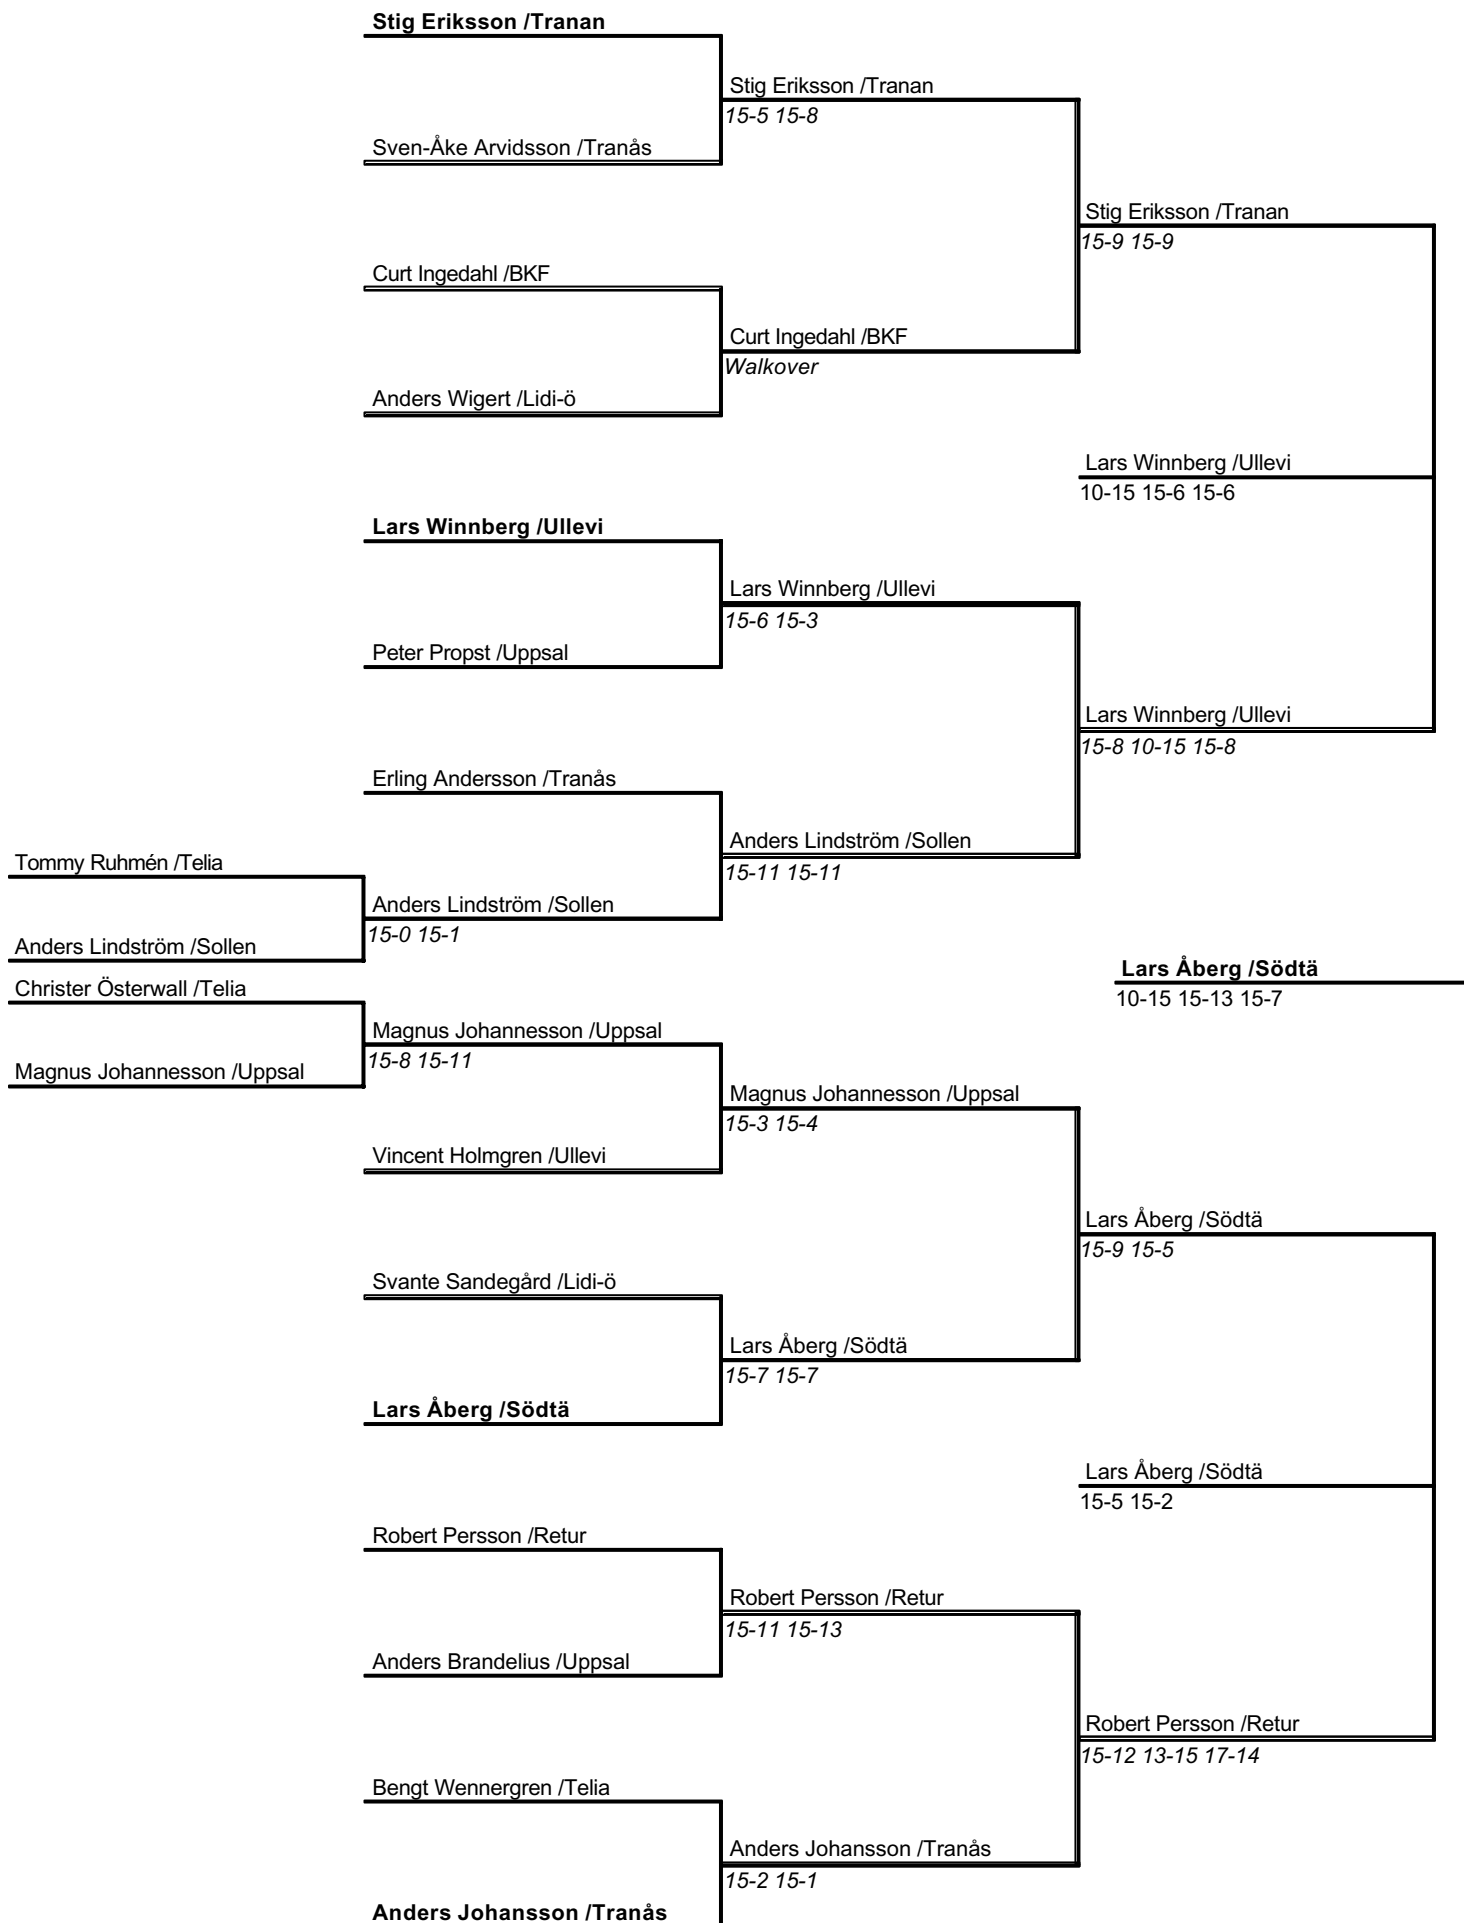 Stig Eriksson /Tranan
Stig Eriksson /Tranan
15-5 15-8
Sven-Åke Arvidsson /Tranås
Stig Eriksson /Tranan
15-9 15-9
Curt Ingedahl /BKF
Curt Ingedahl /BKF
Walkover
Anders Wigert /Lidi-ö
Lars Winnberg /Ullevi
10-15 15-6 15-6
Lars Winnberg /Ullevi
Lars Winnberg /Ullevi
15-6 15-3
Peter Propst /Uppsal
Lars Winnberg /Ullevi
15-8 10-15 15-8
Erling Andersson /Tranås
Anders Lindström /Sollen
15-11 15-11
Tommy Ruhmén /Telia
Anders Lindström /Sollen
15-0 15-1
Anders Lindström /Sollen
Lars Åberg /Södtä
10-15 15-13 15-7
Christer Österwall /Telia
Magnus Johannesson /Uppsal
15-8 15-11
Magnus Johannesson /Uppsal
Magnus Johannesson /Uppsal
15-3 15-4
Vincent Holmgren /Ullevi
Lars Åberg /Södtä
15-9 15-5
Svante Sandegård /Lidi-ö
Lars Åberg /Södtä
15-7 15-7
Lars Åberg /Södtä
Lars Åberg /Södtä
15-5 15-2
Robert Persson /Retur
Robert Persson /Retur
15-11 15-13
Anders Brandelius /Uppsal
Robert Persson /Retur
15-12 13-15 17-14
Bengt Wennergren /Telia
Anders Johansson /Tranås
15-2 15-1
Anders Johansson /Tranås